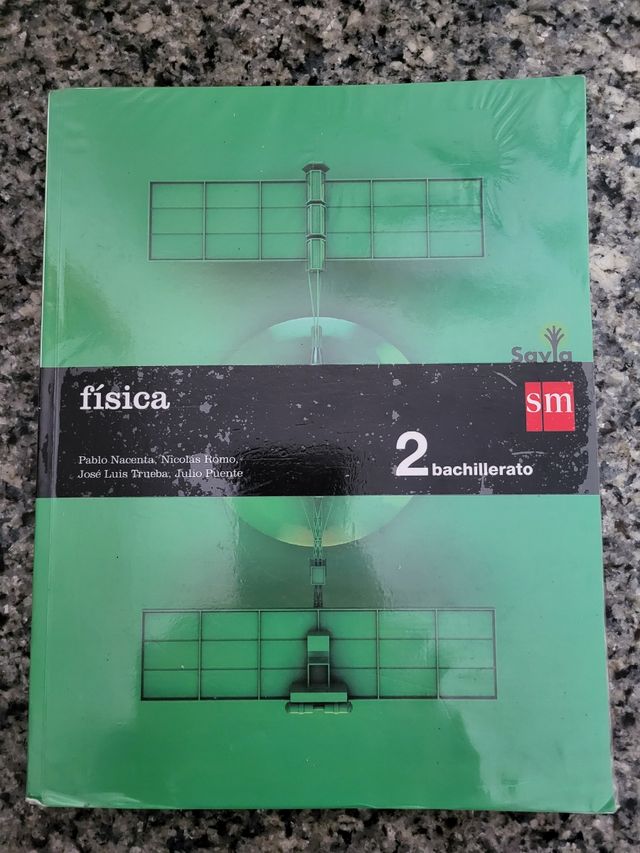 Savia
física
sm
Pablo Nacenta, Nicolás Romo,
José Luis Trueba, Julio Puente
2 bachillerato